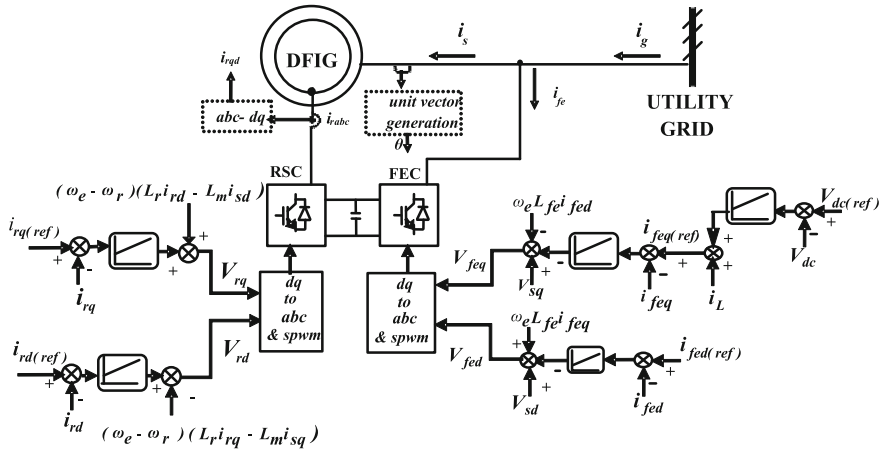 DFIG
i_s
i_g
i_rqd
abc- dq
i_rabc
unit vector
generation
θ
i_fe
UTILITY
GRID
RSC
FEC
(ω_e - ω_r)(L_r i_rd - L_m i_sd)
i_rq(ref)
+
-
+
+
i_rq
V_rq
dq
to
abc
& spwm
V_rd
i_rd(ref)
+
-
+
-
i_rd
(ω_e - ω_r)(L_r i_rq - L_m i_sq)
dq
to
abc
& spwm
V_feq
V_fed
ω_e L_fe i_fed
-
-
V_sq
i_feq(ref)
+
-
i_feq
+
+
i_L
V_dc(ref)
-
+
V_dc
ω_e L_fe i_feq
+
-
+
V_sd
i_fed(ref)
+
-
i_fed